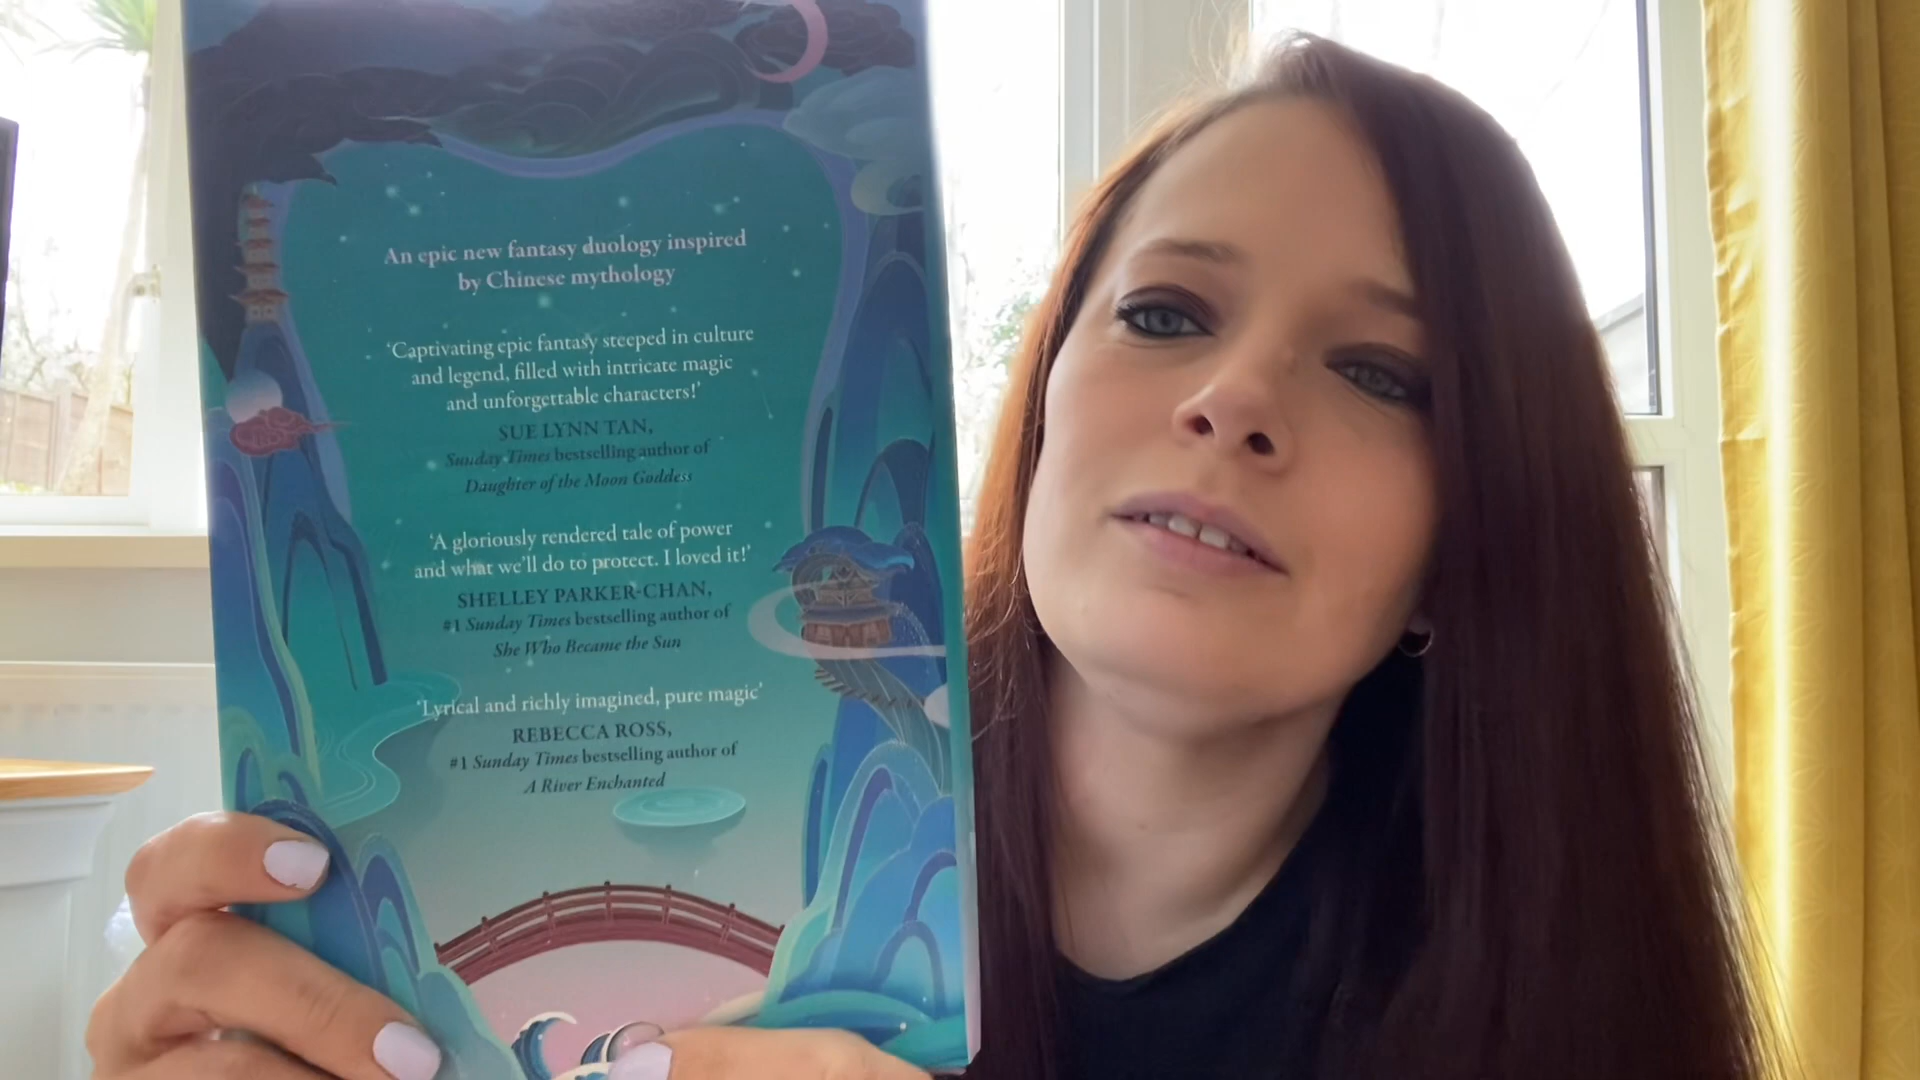 An epic new fantasy duology inspired
by Chinese mythology
‘Captivating epic fantasy steeped in culture
and legend, filled with intricate magic
and unforgettable characters!’
SUE LYNN TAN,
Sunday Times bestselling author of
Daughter of the Moon Goddess
‘A gloriously rendered tale of power
and what we’ll do to protect. I loved it!’
SHELLEY PARKER-CHAN,
#1 Sunday Times bestselling author of
She Who Became the Sun
‘Lyrical and richly imagined, pure magic’
REBECCA ROSS,
#1 Sunday Times bestselling author of
A River Enchanted